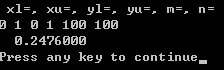 xl=, xu=, yl=, yu=, m=, n=
0 1 0 1 100 100
0.2476000
Press any key to continue